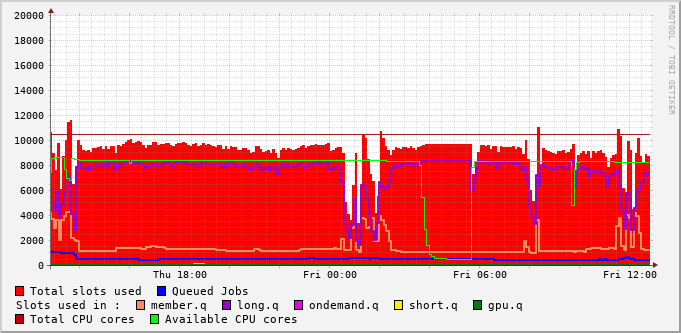 20000
18000
16000
14000
12000
10000
8000
6000
4000
2000
0
Thu 18:00 Fri 00:00 Fri 06:00 Fri 12:00
RRDTOOL / TOBI OETIKER
Total slots used Queued Jobs
Slots used in : member.q long.q ondemand.q short.q gpu.q
Total CPU cores Available CPU cores